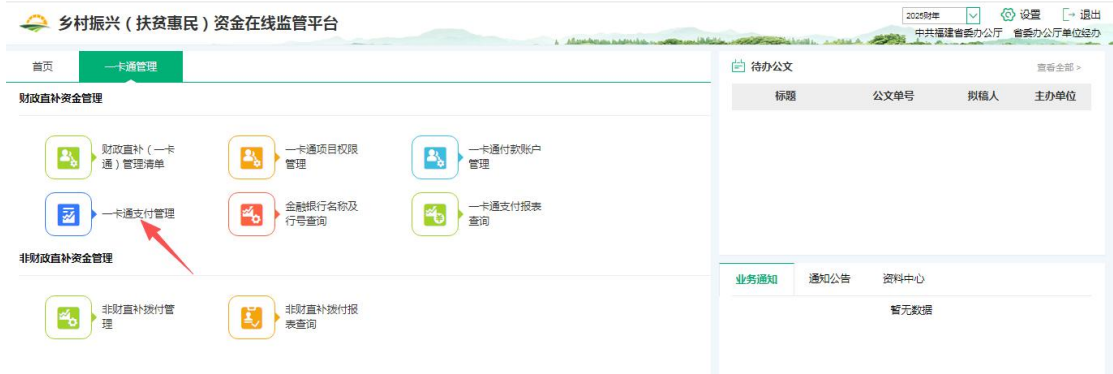 乡村振兴（扶贫惠民）资金在线监管平台
2025财年
设置
退出
中共福建省委办公厅 省委办公厅单位经办
首页
一卡通管理
财政直补资金管理
财政直补（一卡
通）管理清单
一卡通项目权限
管理
一卡通付款账户
管理
一卡通支付管理
金融银行名称及
行号查询
一卡通支付报表
查询
非财政直补资金管理
非财直补拨付管
理
非财直补拨付报
表查询
待办公文
查看全部 >
标题 公文单号 拟稿人 主办单位
业务通知 通知公告 资料中心
暂无数据